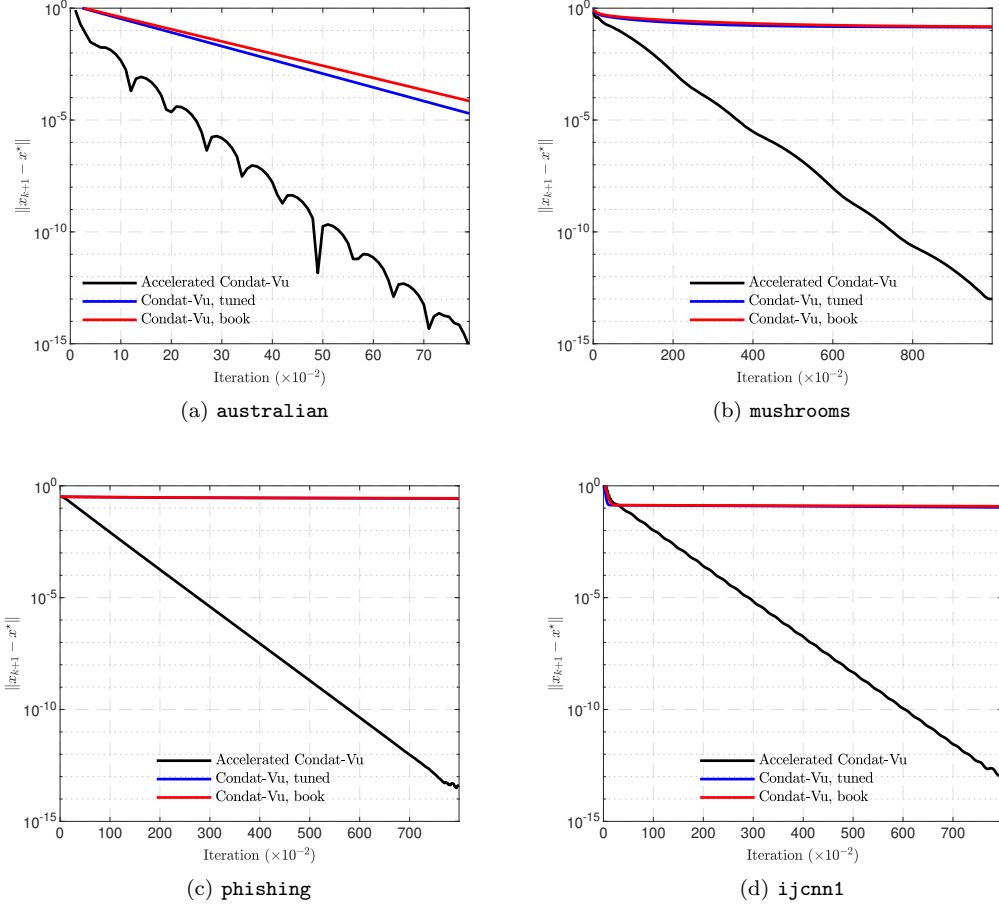 10^0
10^{-5}
10^{-10}
10^{-15}
‖x_{k+1} − x^⋆‖
Accelerated Condat-Vu
Condat-Vu, tuned
Condat-Vu, book
0 10 20 30 40 50 60 70
Iteration (×10^{-2})
(a) australian
10^0
10^{-5}
10^{-10}
10^{-15}
‖x_{k+1} − x^⋆‖
Accelerated Condat-Vu
Condat-Vu, tuned
Condat-Vu, book
0 200 400 600 800
Iteration (×10^{-2})
(b) mushrooms
10^0
10^{-5}
10^{-10}
10^{-15}
‖x_{k+1} − x^⋆‖
Accelerated Condat-Vu
Condat-Vu, tuned
Condat-Vu, book
0 100 200 300 400 500 600 700
Iteration (×10^{-2})
(c) phishing
10^0
10^{-5}
10^{-10}
10^{-15}
‖x_{k+1} − x^⋆‖
Accelerated Condat-Vu
Condat-Vu, tuned
Condat-Vu, book
0 100 200 300 400 500 600 700
Iteration (×10^{-2})
(d) ijcnn1